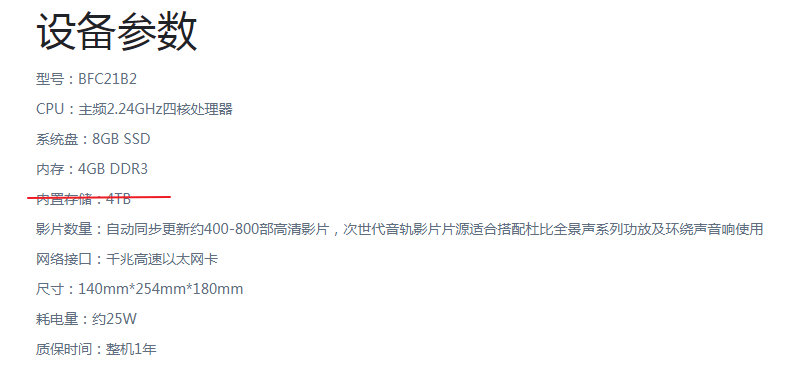 设备参数
型号：BFC21B2
CPU：主频2.24GHz四核处理器
系统盘：8GB SSD
内存：4GB DDR3
内置存储：4TB
影片数量：自动同步更新约400-800部高清影片，次世代音轨影片片源适合搭配杜比全景声系列功放及环绕声音响使用
网络接口：千兆高速以太网卡
尺寸：140mm*254mm*180mm
耗电量：约25W
质保时间：整机1年